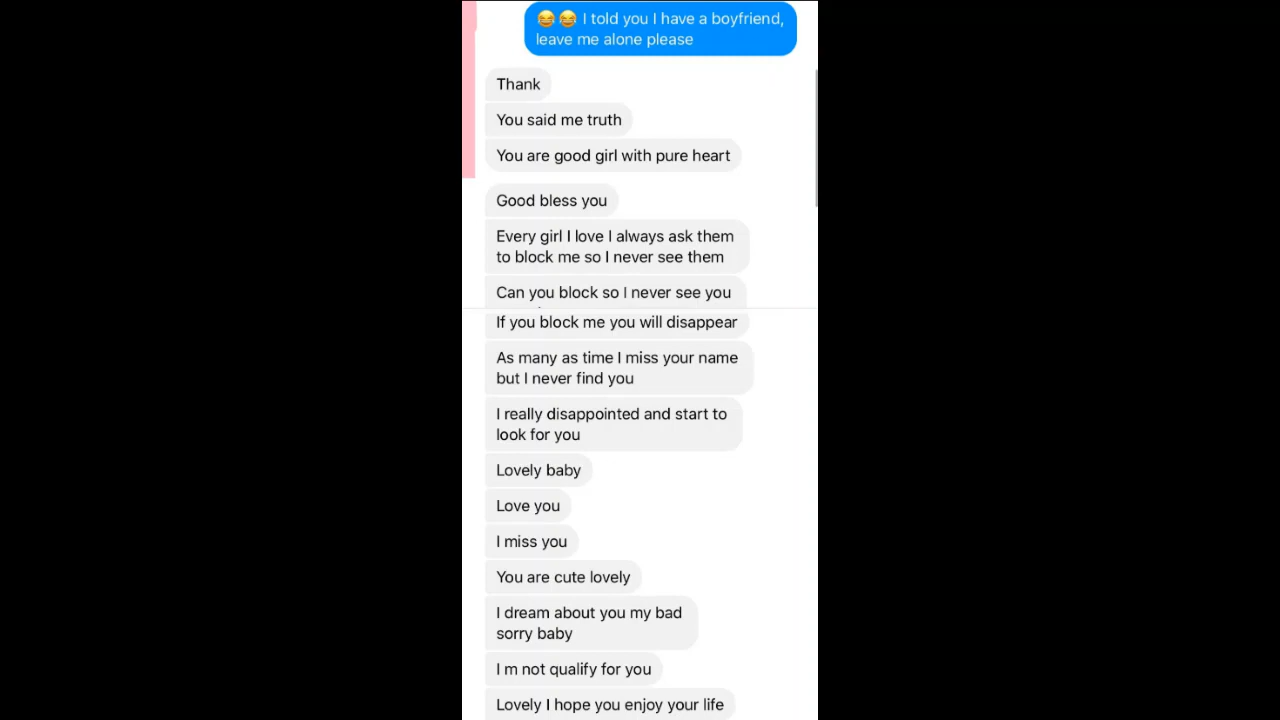 😂😂 I told you I have a boyfriend,
leave me alone please
Thank
You said me truth
You are good girl with pure heart
Good bless you
Every girl I love I always ask them
to block me so I never see them
Can you block so I never see you
If you block me you will disappear
As many as time I miss your name
but I never find you
I really disappointed and start to
look for you
Lovely baby
Love you
I miss you
You are cute lovely
I dream about you my bad
sorry baby
I m not qualify for you
Lovely I hope you enjoy your life